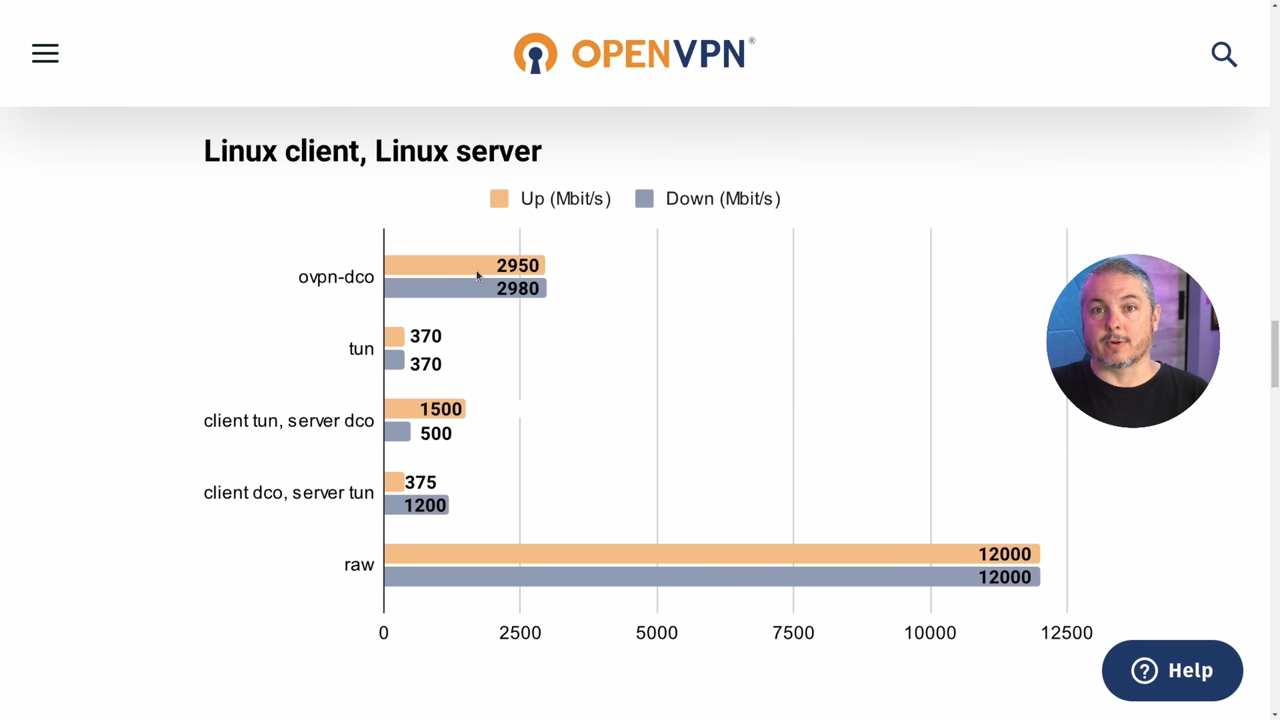 OPENVPN®
Linux client, Linux server
Up (Mbit/s) Down (Mbit/s)
ovpn-dco 2950
2980
tun 370
370
client tun, server dco 1500
500
client dco, server tun 375
1200
raw 12000
12000
0 2500 5000 7500 10000 12500
? Help